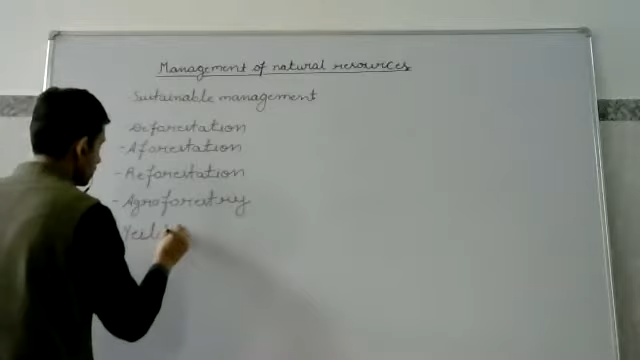 Management of natural resources
Sustainable management
Deforestation
- Aforestation
- Reforestation
- Agroforestry